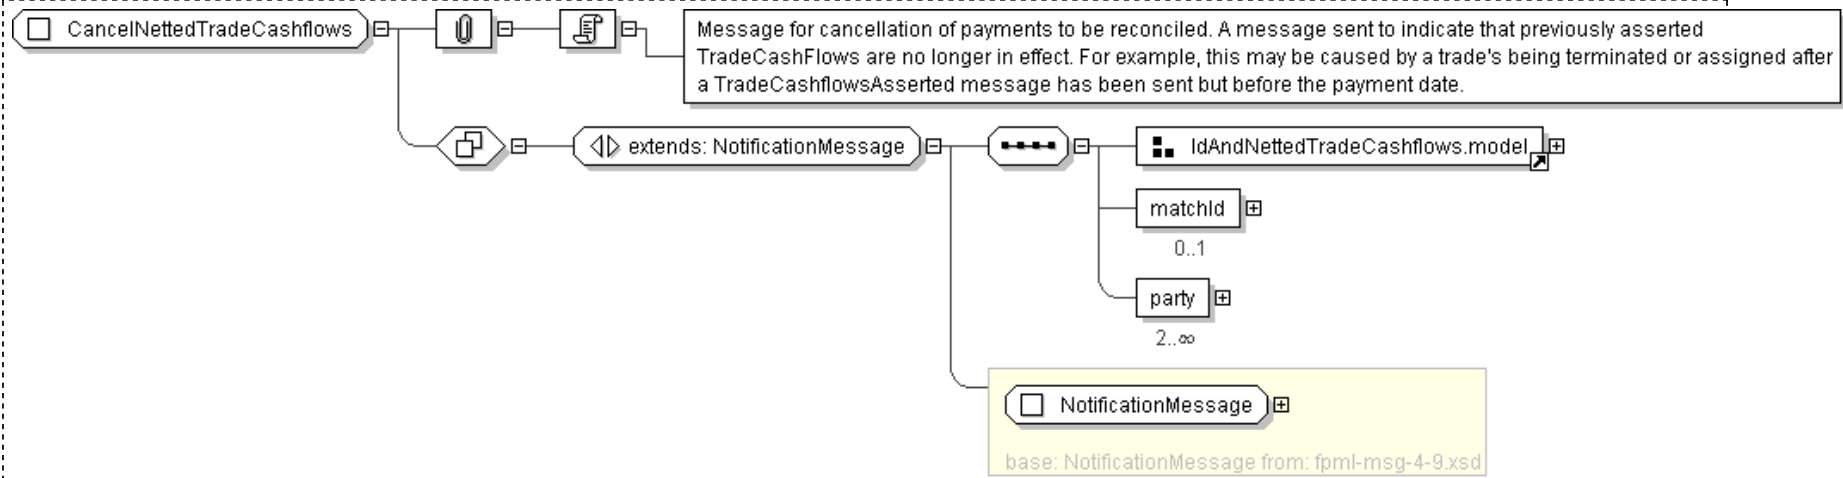 CancelNettedTradeCashflows
Message for cancellation of payments to be reconciled. A message sent to indicate that previously asserted
TradeCashFlows are no longer in effect. For example, this may be caused by a trade's being terminated or assigned after
a TradeCashflowsAsserted message has been sent but before the payment date.
extends: NotificationMessage
IdAndNettedTradeCashflows.model
matchId
0..1
party
2..∞
NotificationMessage
base: NotificationMessage from: fpml-msg-4-9.xsd